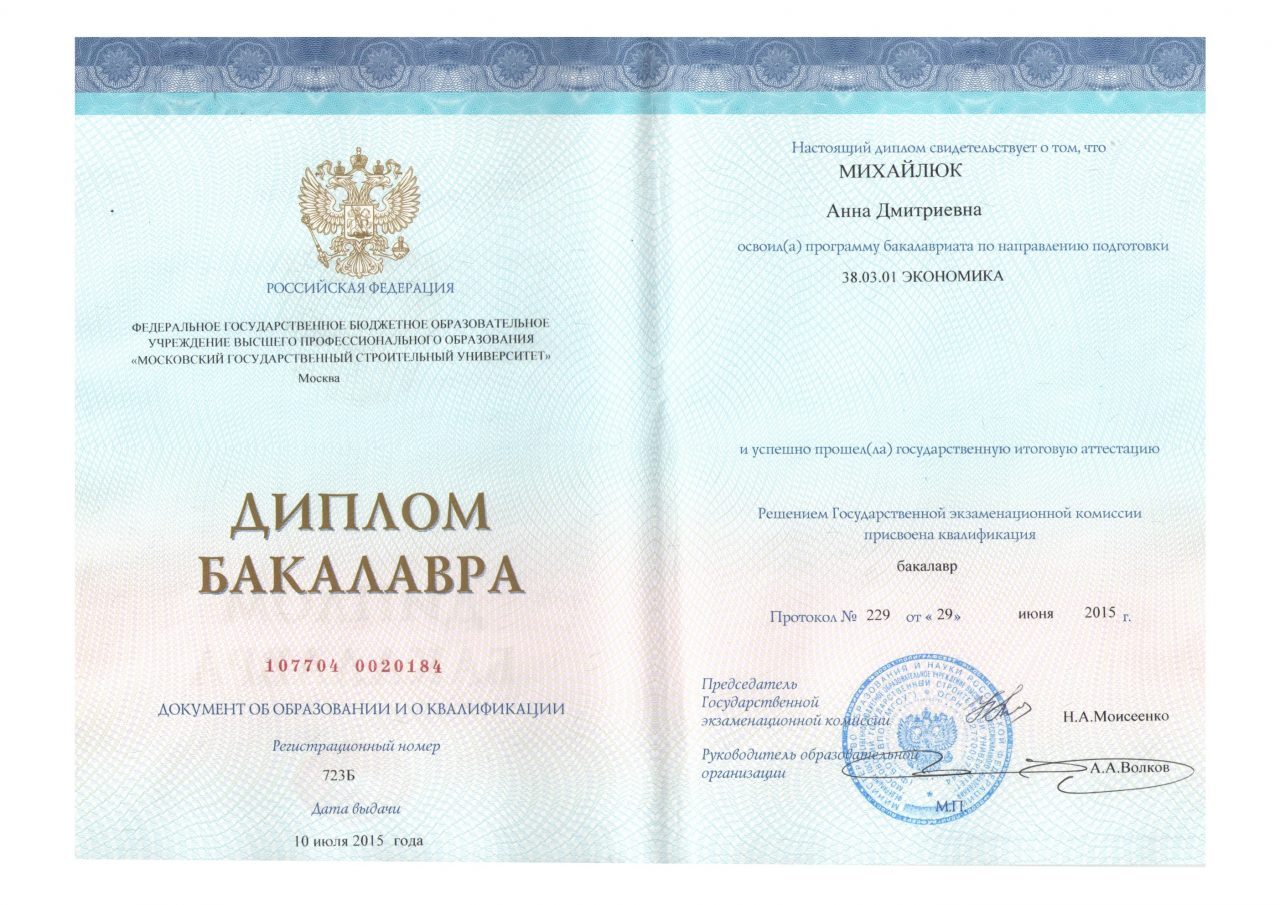 РОССИЙСКАЯ ФЕДЕРАЦИЯ
ФЕДЕРАЛЬНОЕ ГОСУДАРСТВЕННОЕ БЮДЖЕТНОЕ ОБРАЗОВАТЕЛЬНОЕ
УЧРЕЖДЕНИЕ ВЫСШЕГО ПРОФЕССИОНАЛЬНОГО ОБРАЗОВАНИЯ
«МОСКОВСКИЙ ГОСУДАРСТВЕННЫЙ СТРОИТЕЛЬНЫЙ УНИВЕРСИТЕТ»
Москва
ДИПЛОМ
БАКАЛАВРА
107704 0020184
ДОКУМЕНТ ОБ ОБРАЗОВАНИИ И О КВАЛИФИКАЦИИ
Регистрационный номер
723Б
Дата выдачи
10 июля 2015 года
Настоящий диплом свидетельствует о том, что
МИХАЙЛЮК
Анна Дмитриевна
освоил(а) программу бакалавриата по направлению подготовки
38.03.01 ЭКОНОМИКА
и успешно прошел(ла) государственную итоговую аттестацию
Решением Государственной экзаменационной комиссии
присвоена квалификация
бакалавр
Протокол № 229 от « 29» июня 2015 г.
Председатель
Государственной
экзаменационной комиссии
Н.А.Моисеенко
Руководитель образовательной
организации
А.А.Волков
М.П.